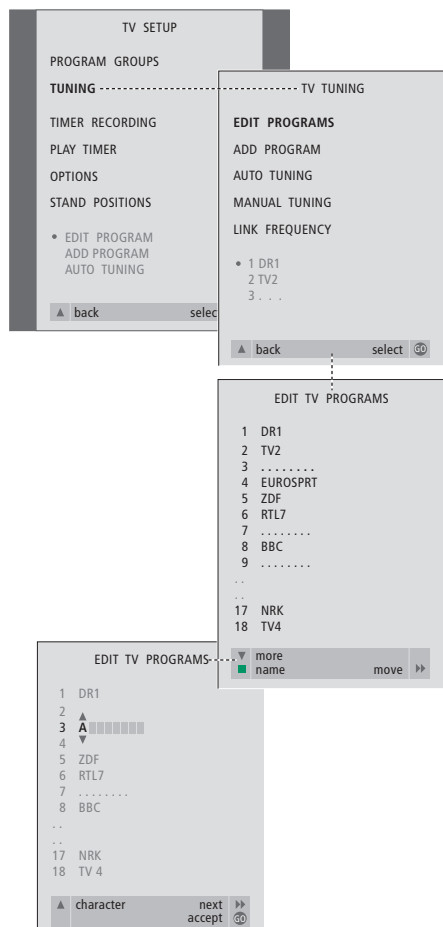 TV SETUP
PROGRAM GROUPS
TUNING
TIMER RECORDING
PLAY TIMER
OPTIONS
STAND POSITIONS
• EDIT PROGRAM
ADD PROGRAM
AUTO TUNING
▲ back selec
TV TUNING
EDIT PROGRAMS
ADD PROGRAM
AUTO TUNING
MANUAL TUNING
LINK FREQUENCY
• 1 DR1
2 TV2
3 . . .
▲ back select GO
EDIT TV PROGRAMS
1 DR1
2 TV2
3 ........
4 EUROSPRT
5 ZDF
6 RTL7
7 ........
8 BBC
9 ........
. .
. .
17 NRK
18 TV4
▼ more
name move
EDIT TV PROGRAMS
1 DR1
2
3 A
4
5 ZDF
6 RTL7
7 ........
8 BBC
. .
. .
17 NRK
18 TV 4
▲ character next
accept GO